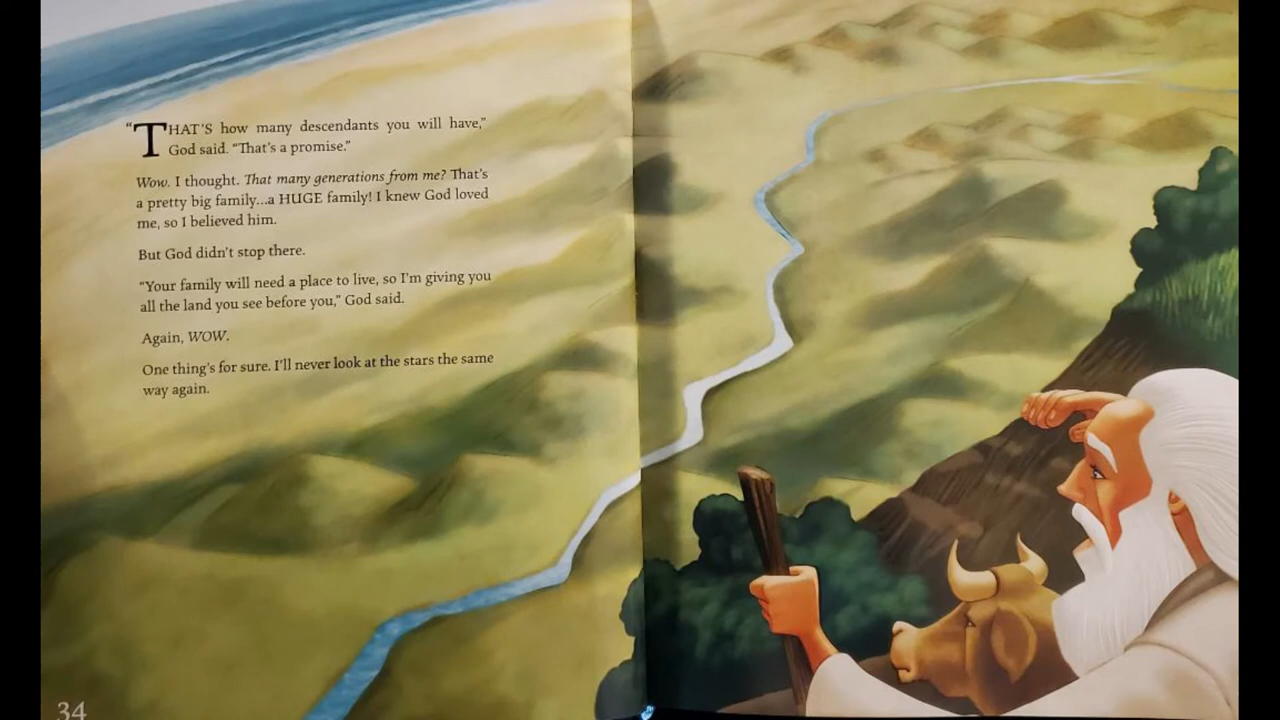 “THAT’S how many descendants you will have,”
God said. “That’s a promise.”
Wow. I thought. That many generations from me? That’s
a pretty big family...a HUGE family! I knew God loved
me, so I believed him.
But God didn’t stop there.
“Your family will need a place to live, so I’m giving you
all the land you see before you,” God said.
Again, WOW.
One thing’s for sure. I’ll never look at the stars the same
way again.
34